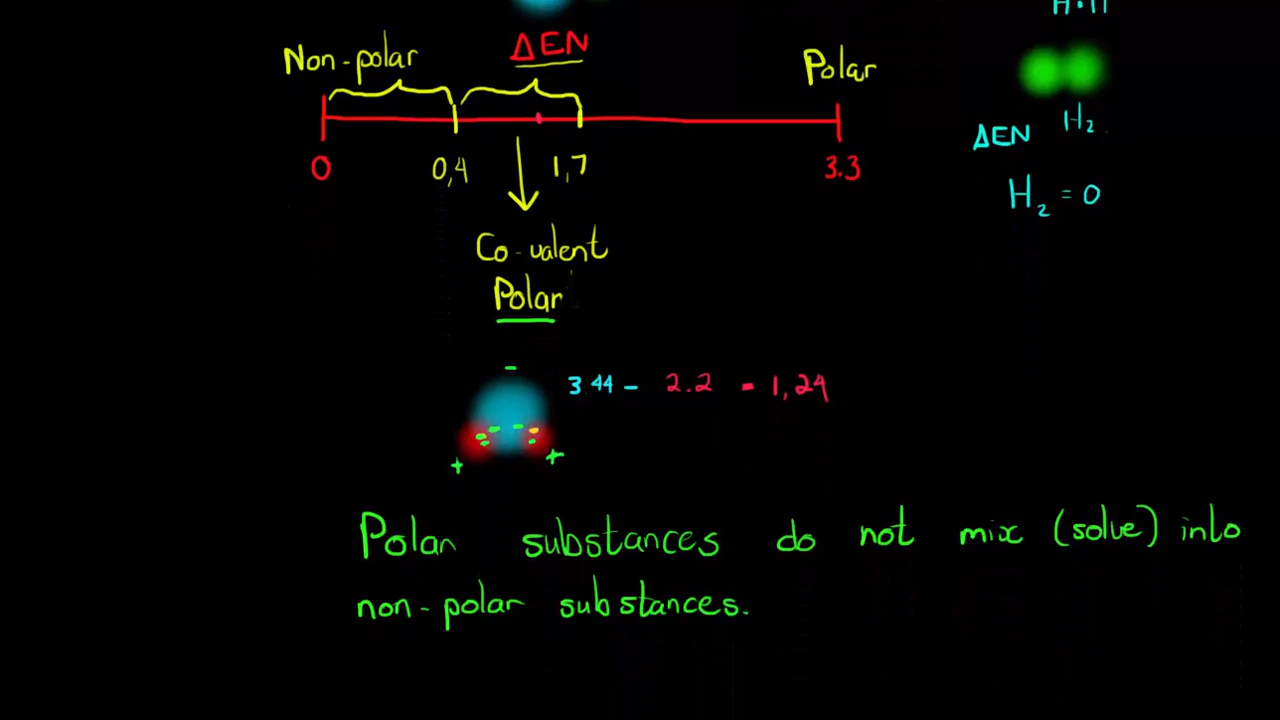 Non-polar ΔEN Polar
0 0,4 1,7 3.3
Co-valent
Polar
ΔEN H₂
H₂ = 0
-
3.44 - 2.2 = 1,24
+ +
Polar substances do not mix (solve) into
non-polar substances.